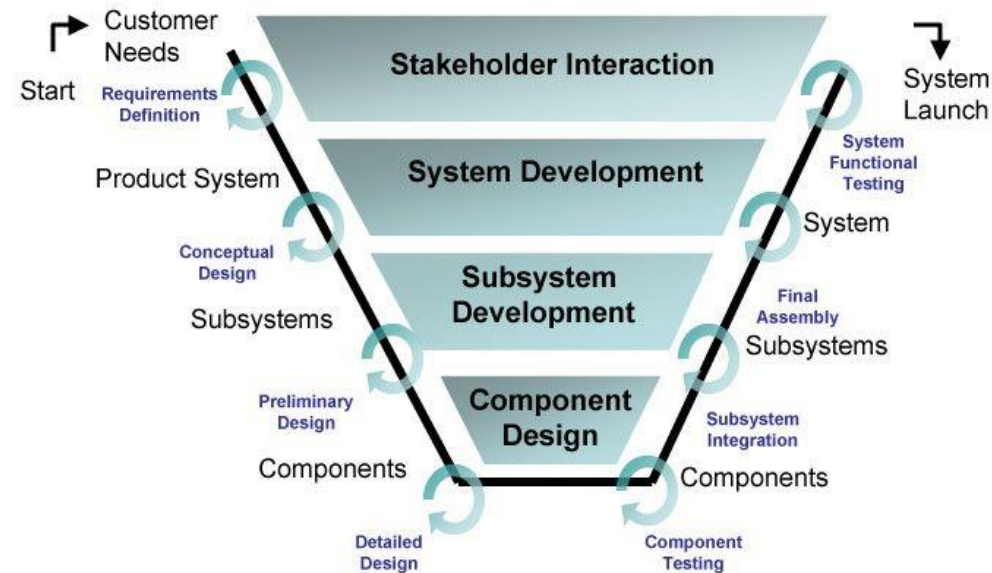 Customer
Needs
Start
Requirements
Definition
Product System
Conceptual
Design
Subsystems
Preliminary
Design
Components
Detailed
Design
Stakeholder Interaction
System Development
Subsystem
Development
Component
Design
System
Launch
System
Functional
Testing
System
Final
Assembly
Subsystems
Subsystem
Integration
Components
Component
Testing